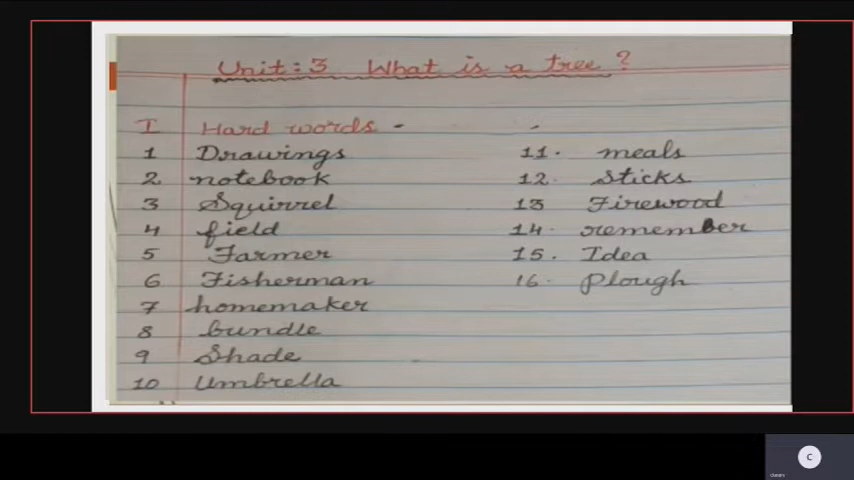 Unit: 3 What is a tree?
I Hard words -
1 Drawings
2 notebook
3 Squirrel
4 field
5 Farmer
6 Fisherman
7 homemaker
8 bundle
9 Shade
10 Umbrella
11. meals
12. Sticks
13 Firewood
14. remember
15. Idea
16. Plough
C